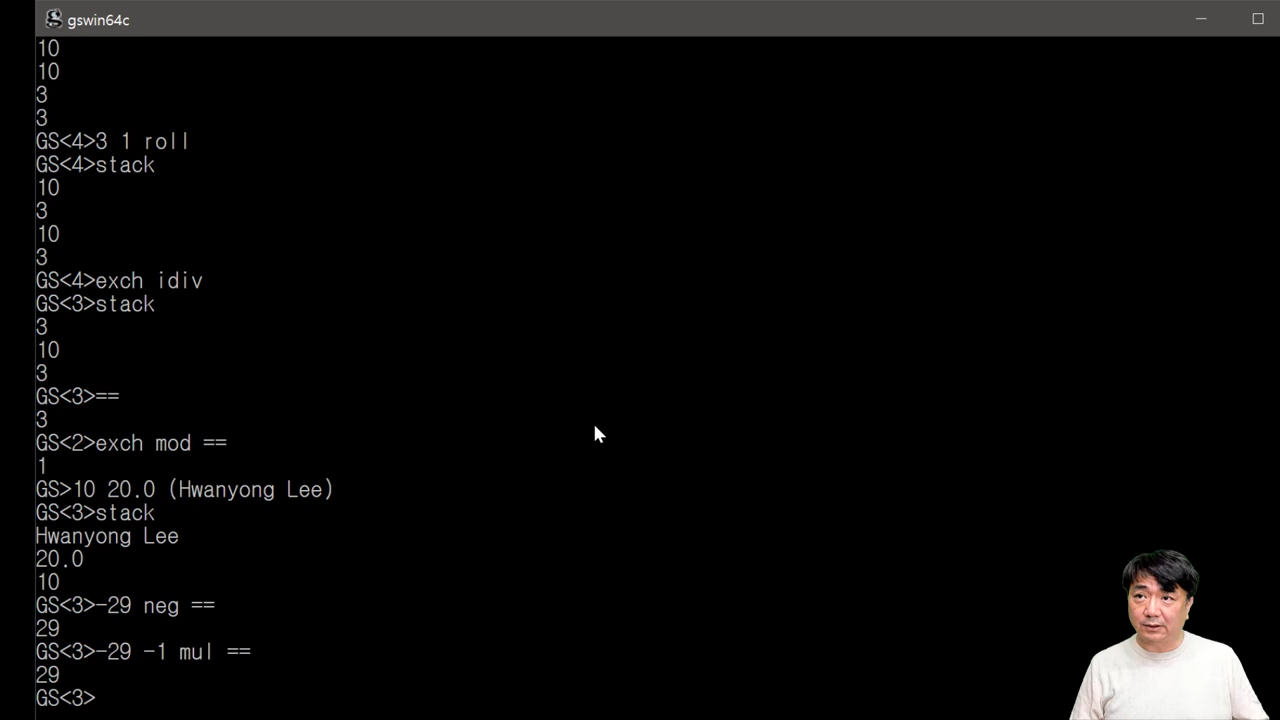 gswin64c
10
10
3
3
GS<4>3 1 roll
GS<4>stack
10
3
10
3
GS<4>exch idiv
GS<3>stack
3
10
3
GS<3>==
3
GS<2>exch mod ==
1
GS>10 20.0 (Hwanyong Lee)
GS<3>stack
Hwanyong Lee
20.0
10
GS<3>-29 neg ==
29
GS<3>-29 -1 mul ==
29
GS<3>